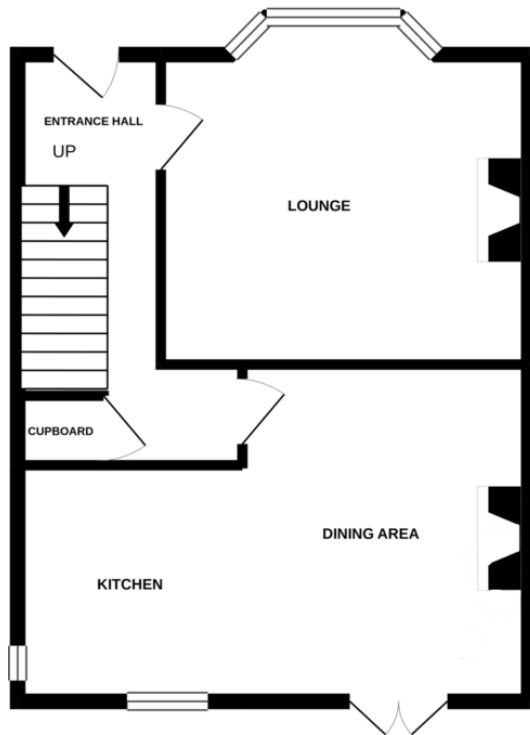 ENTRANCE HALL
UP
LOUNGE
CUPBOARD
DINING AREA
KITCHEN